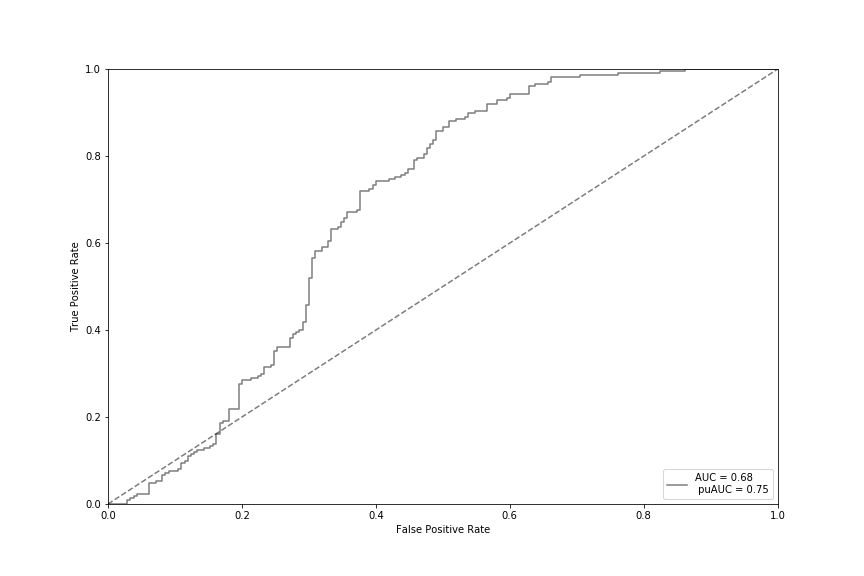 1.0
0.8
0.6
0.4
0.2
0.0
True Positive Rate
AUC = 0.68
puAUC = 0.75
0.0 0.2 0.4 0.6 0.8 1.0
False Positive Rate